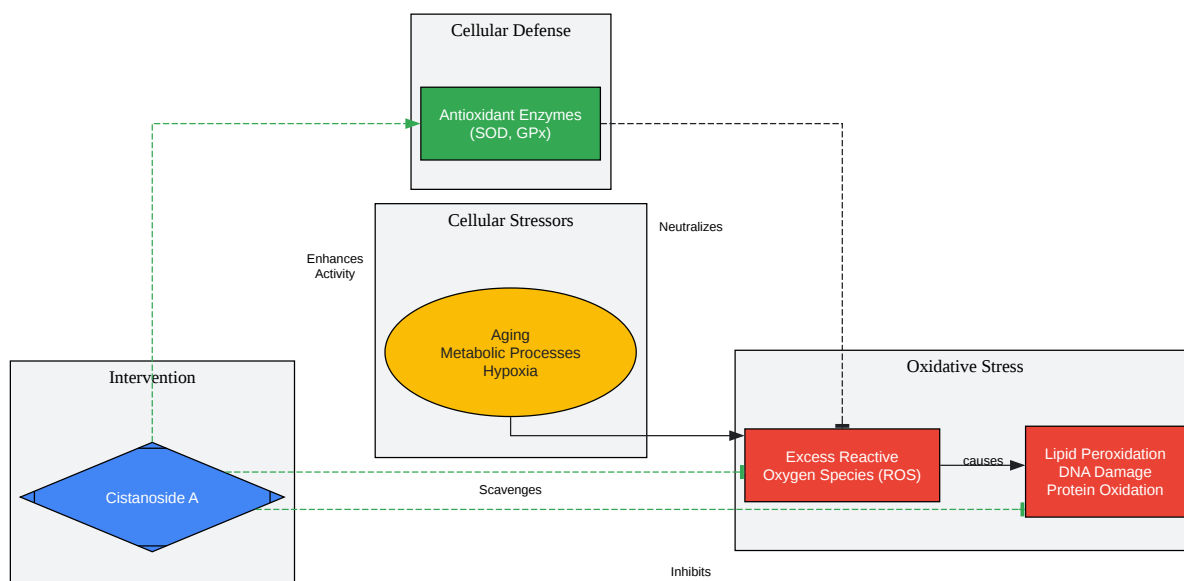 Cellular Defense
Antioxidant Enzymes
(SOD, GPx)
Cellular Stressors
Neutralizes
Enhances
Activity
Aging
Metabolic Processes
Hypoxia
Intervention
Oxidative Stress
Excess Reactive
Oxygen Species (ROS)
causes
Lipid Peroxidation
DNA Damage
Protein Oxidation
Cistanoside A
Scavenges
Inhibits